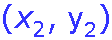 (x₂, y₂)